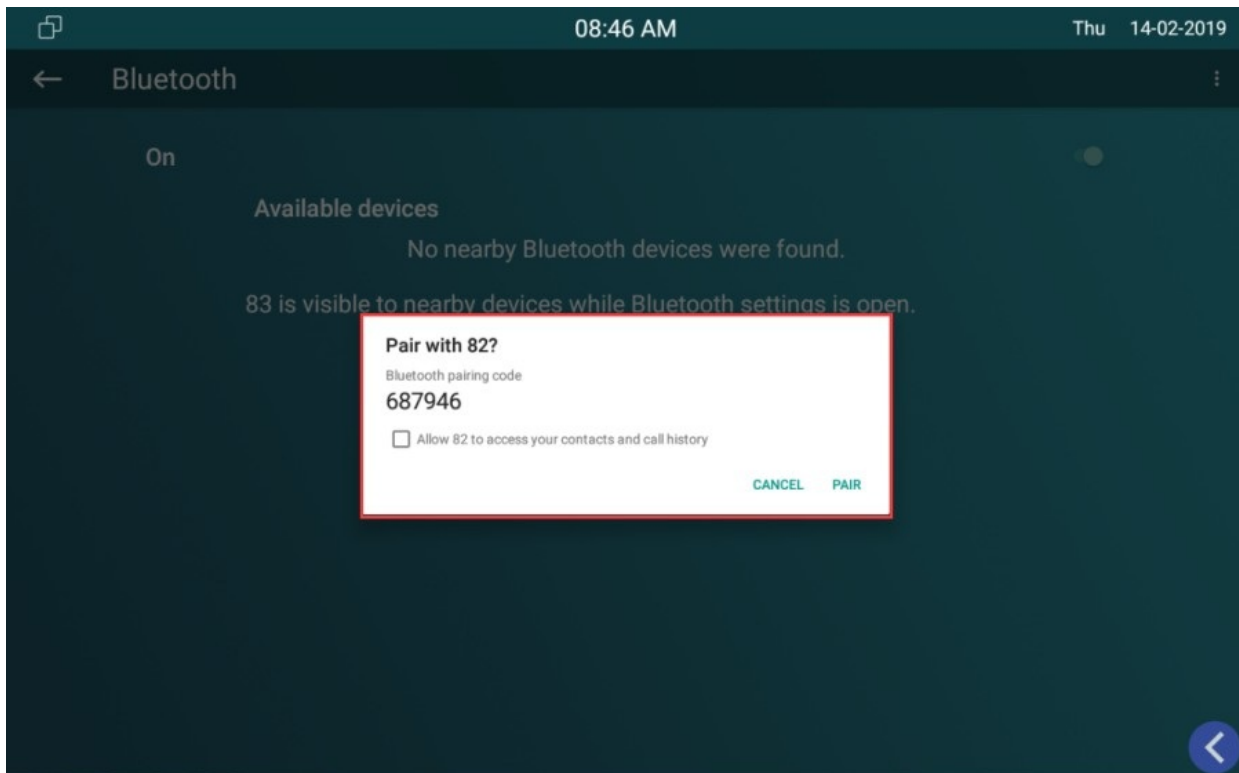 08:46 AM Thu 14-02-2019
Bluetooth
On
Available devices
No nearby Bluetooth devices were found.
83 is visible to nearby devices while Bluetooth settings is open.
Pair with 82?
Bluetooth pairing code
687946
Allow 82 to access your contacts and call history
CANCEL PAIR